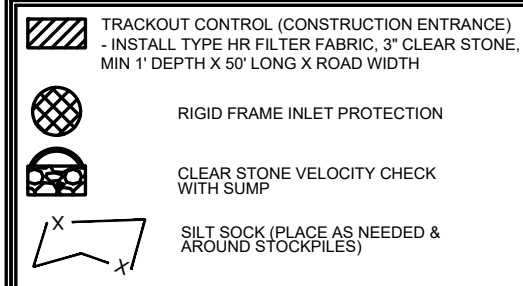 TRACKOUT CONTROL (CONSTRUCTION ENTRANCE)
- INSTALL TYPE HR FILTER FABRIC, 3" CLEAR STONE,
MIN 1' DEPTH X 50' LONG X ROAD WIDTH
RIGID FRAME INLET PROTECTION
CLEAR STONE VELOCITY CHECK
WITH SUMP
X
SILT SOCK (PLACE AS NEEDED &
AROUND STOCKPILES)
X